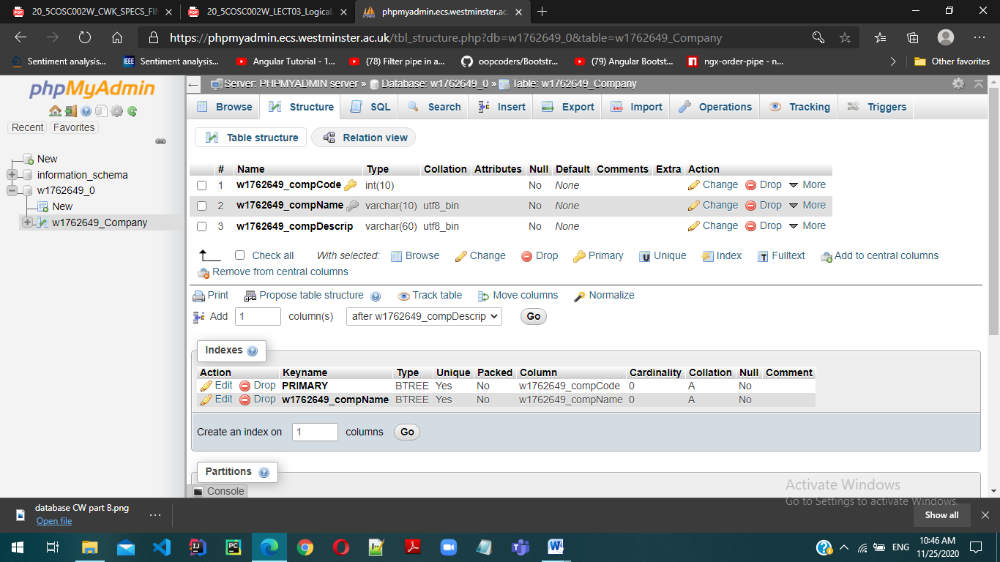 20_5COSC002W_CWK_SPECS_FIN
20_5COSC002W_LECT03_Logical.
phpmyadmin.ecs.westminster.ac.
https://phpmyadmin.ecs.westminster.ac.uk/tbl_structure.php?db=w1762649_0&table=w1762649_Company
Sentiment analysis...
IEEE Sentiment analysis...
Angular Tutorial - 1...
(78) Filter pipe in a...
oopcoders/Bootstr...
(79) Angular Bootst...
ngx-order-pipe - n...
Other favorites
phpMyAdmin
Recent Favorites
New
information_schema
w1762649_0
New
w1762649_Company
Server: PHPMYADMIN server » Database: w1762649_0 » Table: w1762649_Company
Browse Structure SQL Search Insert Export Import Operations Tracking Triggers
Table structure Relation view
# Name Type Collation Attributes Null Default Comments Extra Action
1 w1762649_compCode int(10) No None Change Drop More
2 w1762649_compName varchar(10) utf8_bin No None Change Drop More
3 w1762649_compDescrip varchar(60) utf8_bin No None Change Drop More
Check all With selected: Browse Change Drop Primary Unique Index Fulltext Add to central columns
Remove from central columns
Print Propose table structure Track table Move columns Normalize
Add 1 column(s) after w1762649_compDescrip Go
Indexes
Action Keyname Type Unique Packed Column Cardinality Collation Null Comment
Edit Drop PRIMARY BTREE Yes No w1762649_compCode 0 A No
Edit Drop w1762649_compName BTREE Yes No w1762649_compName 0 A No
Create an index on 1 columns Go
Partitions
Console
Activate Windows
Go to Settings to activate Windows.
database CW part B.png
Open file
Show all
ENG
10:46 AM
11/25/2020